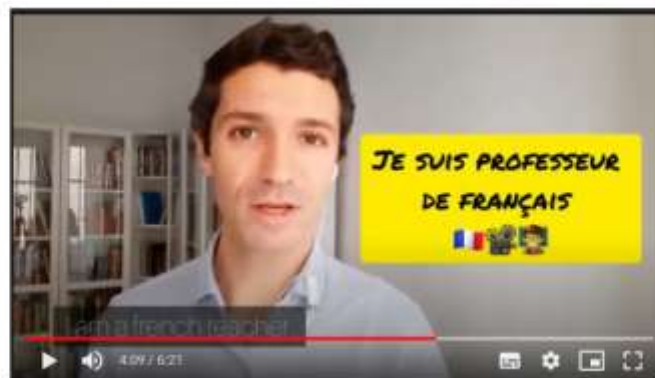 JE SUIS PROFESSEUR
DE FRANÇAIS
I am a french teacher
4:09 / 6:21